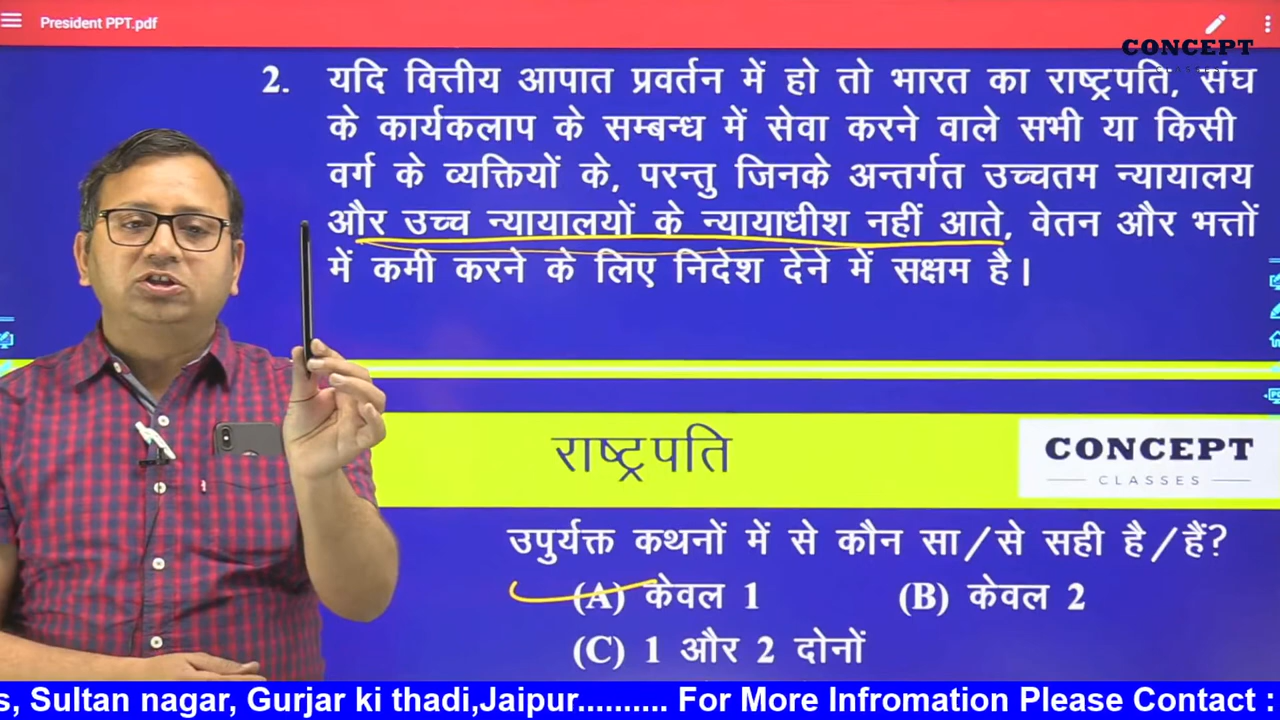 President PPT.pdf
CONCEPT
CLASSES
2. यदि वित्तीय आपात प्रवर्तन में हो तो भारत का राष्ट्रपति, संघ
के कार्यकलाप के सम्बन्ध में सेवा करने वाले सभी या किसी
वर्ग के व्यक्तियों के, परन्तु जिनके अन्तर्गत उच्चतम न्यायालय
और उच्च न्यायालयों के न्यायाधीश नहीं आते, वेतन और भत्तों
में कमी करने के लिए निदेश देने में सक्षम है।
राष्ट्रपति
CONCEPT
CLASSES
उपुर्यक्त कथनों में से कौन सा/से सही है/हैं?
(A) केवल 1 (B) केवल 2
(C) 1 और 2 दोनों
s, Sultan nagar, Gurjar ki thadi,Jaipur.......... For More Infromation Please Contact :